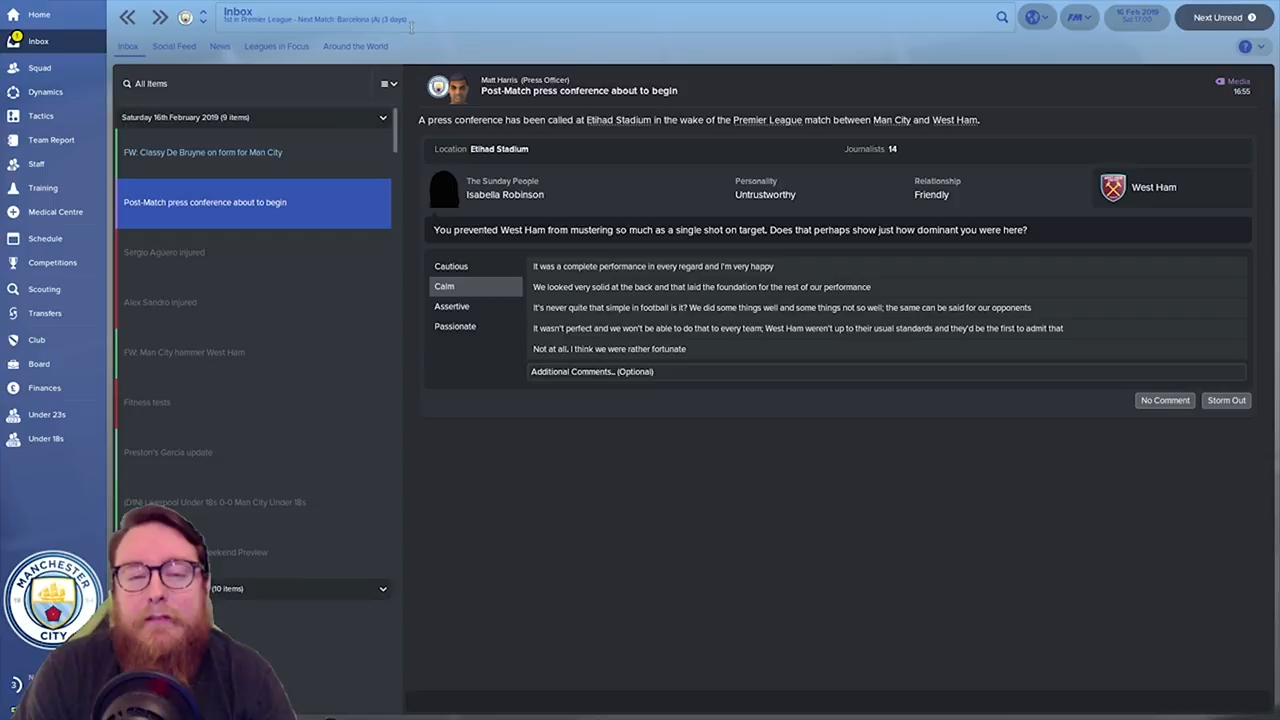 Home
Inbox
Squad
Dynamics
Tactics
Team Report
Staff
Training
Medical Centre
Schedule
Competitions
Scouting
Transfers
Club
Board
Finances
Under 23s
Under 18s
MANCHESTER
18 94
CITY
3
Inbox
1st in Premier League - Next Match: Barcelona (A) (3 days)
FM
16 Feb 2019
Sat 17:00
Next Unread
Inbox
Social Feed
News
Leagues in Focus
Around the World
?
All Items
Saturday 16th February 2019 (9 items)
FW: Classy De Bruyne on form for Man City
Post-Match press conference about to begin
Sergio Agüero injured
Alex Sandro injured
FW: Man City hammer West Ham
Fitness tests
Preston's Garcia update
(D1N) Liverpool Under 18s 0-0 Man City Under 18s
eekend Preview
(10 items)
Matt Harris (Press Officer)
Post-Match press conference about to begin
Media
16:55
A press conference has been called at Etihad Stadium in the wake of the Premier League match between Man City and West Ham.
Location Etihad Stadium
Journalists 14
The Sunday People
Isabella Robinson
Personality
Untrustworthy
Relationship
Friendly
West Ham
You prevented West Ham from mustering so much as a single shot on target. Does that perhaps show just how dominant you were here?
Cautious
Calm
Assertive
Passionate
It was a complete performance in every regard and I'm very happy
We looked very solid at the back and that laid the foundation for the rest of our performance
It's never quite that simple in football is it? We did some things well and some things not so well; the same can be said for our opponents
It wasn't perfect and we won't be able to do that to every team; West Ham weren't up to their usual standards and they'd be the first to admit that
Not at all. I think we were rather fortunate
Additional Comments... (Optional)
No Comment
Storm Out